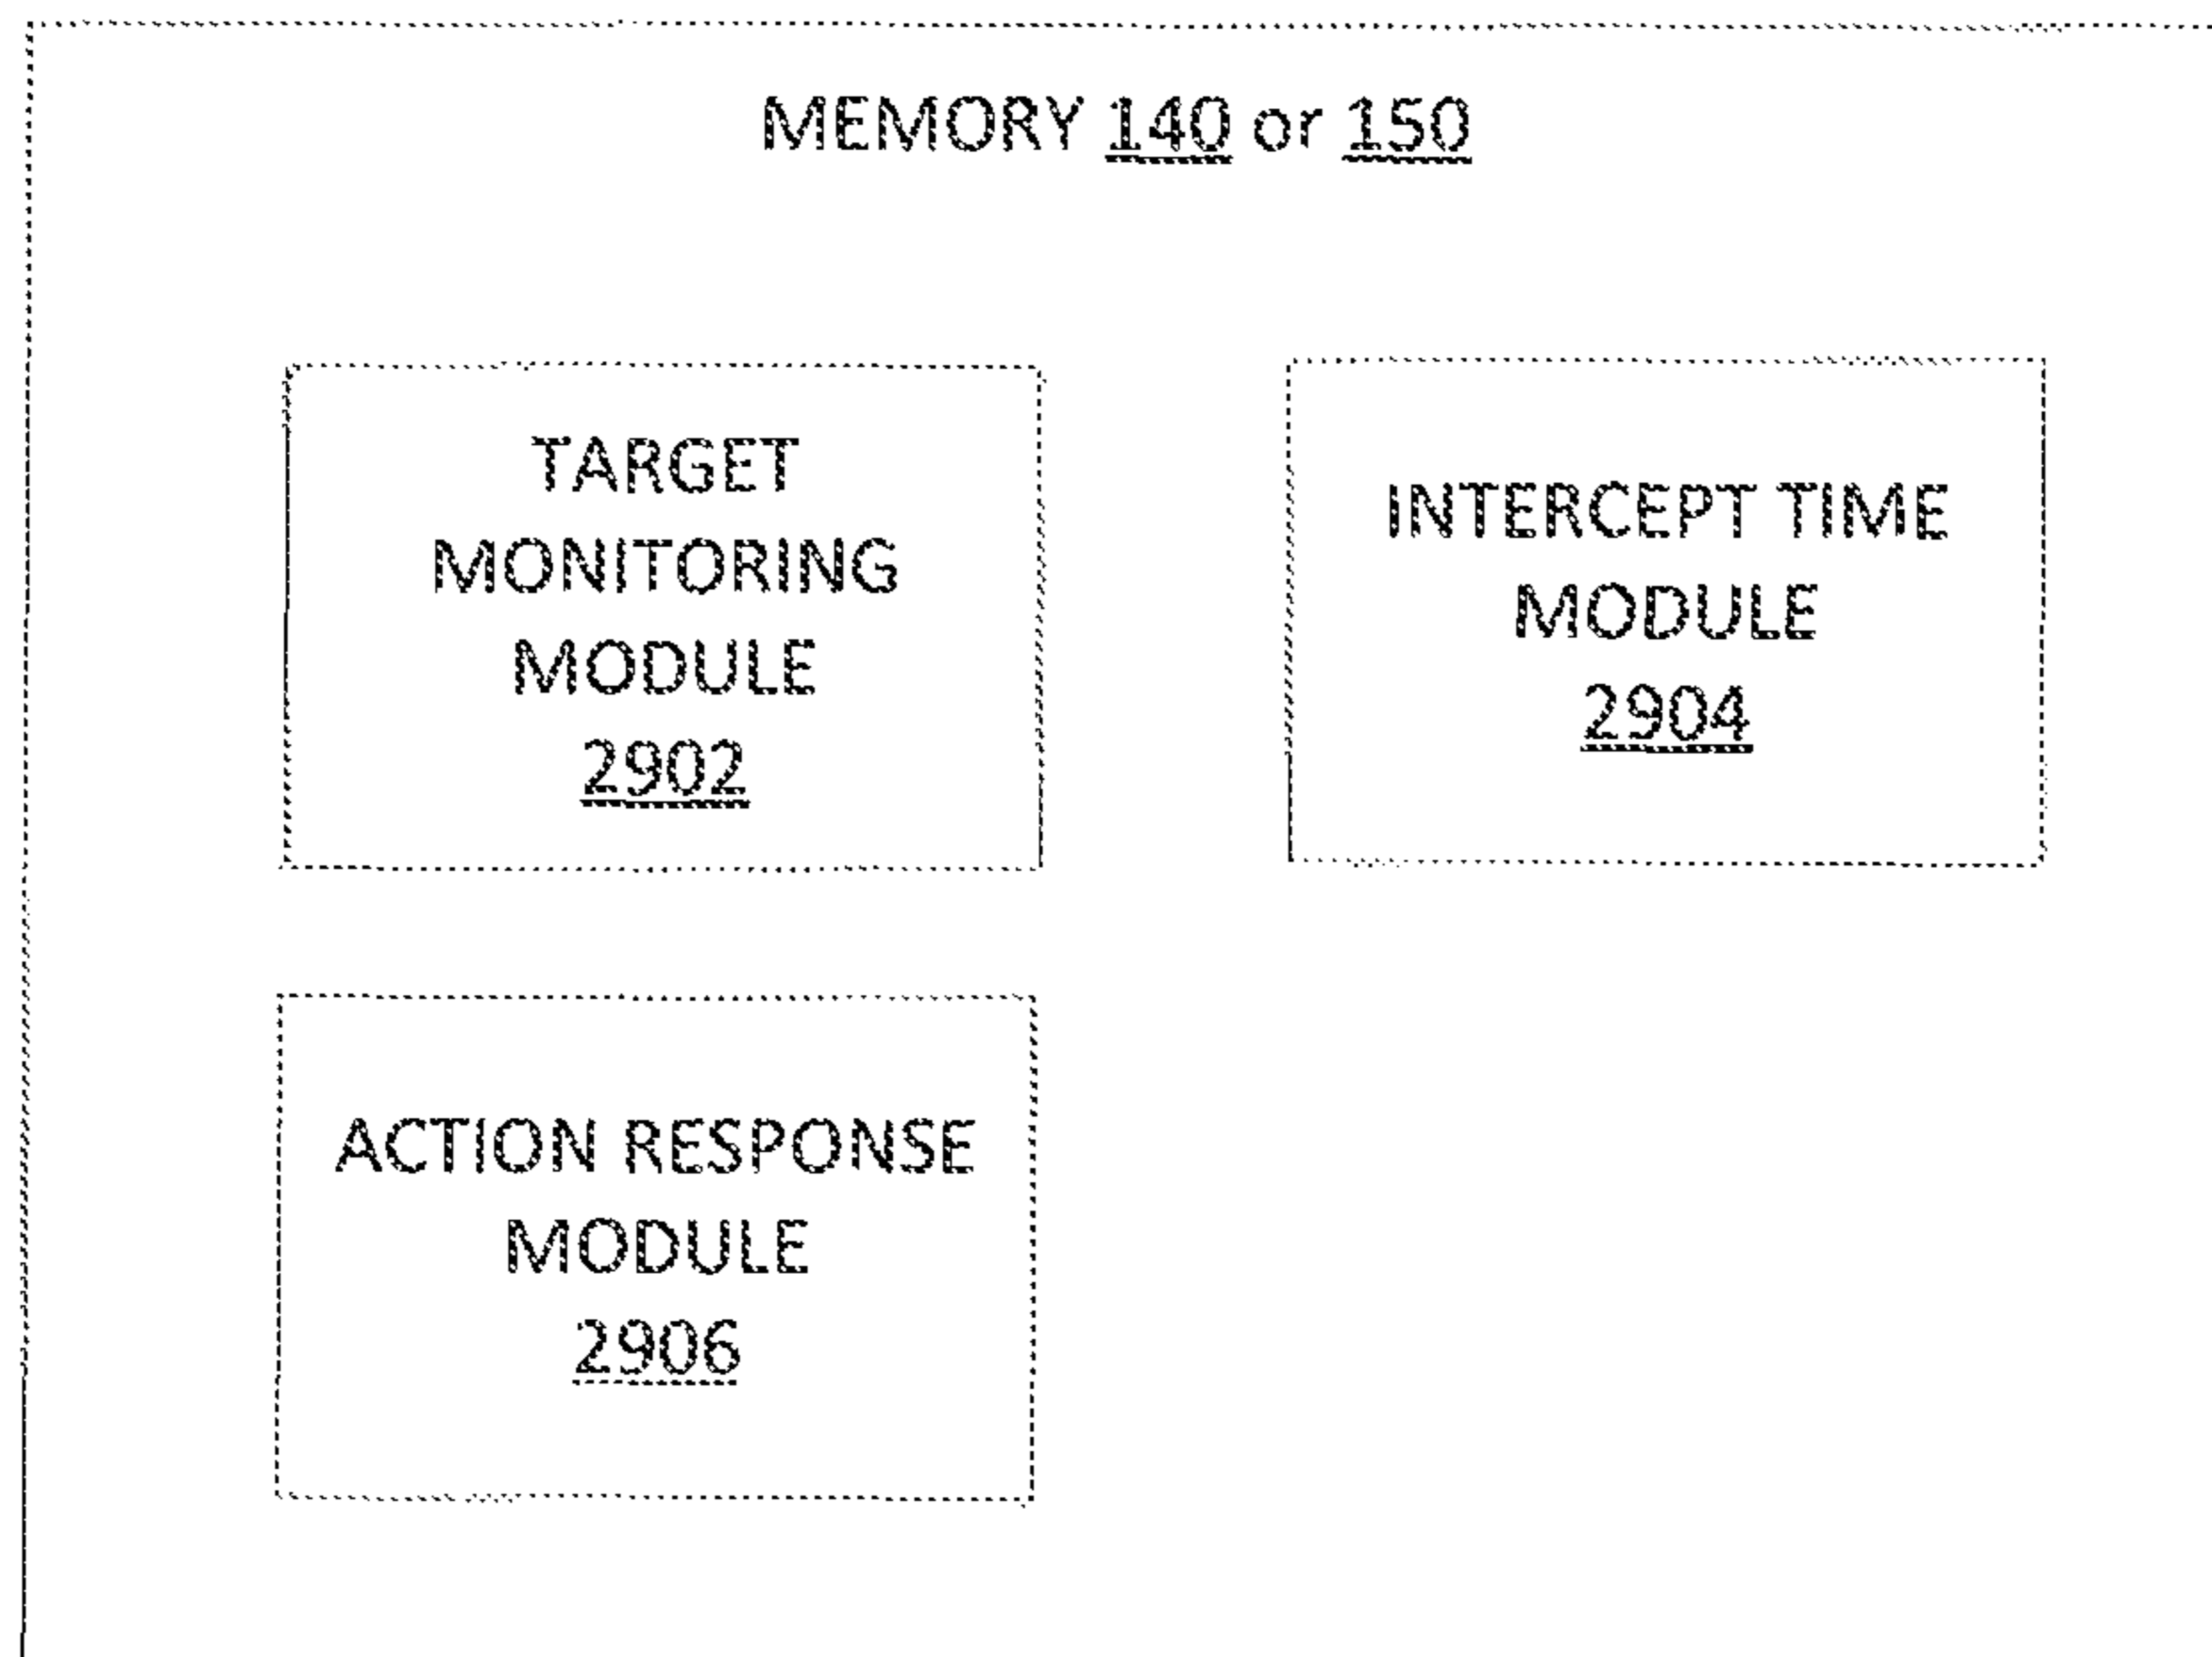 MEMORY 140 or 150
TARGET
MONITORING
MODULE
2902
INTERCEPT TIME
MODULE
2904
ACTION RESPONSE
MODULE
2906